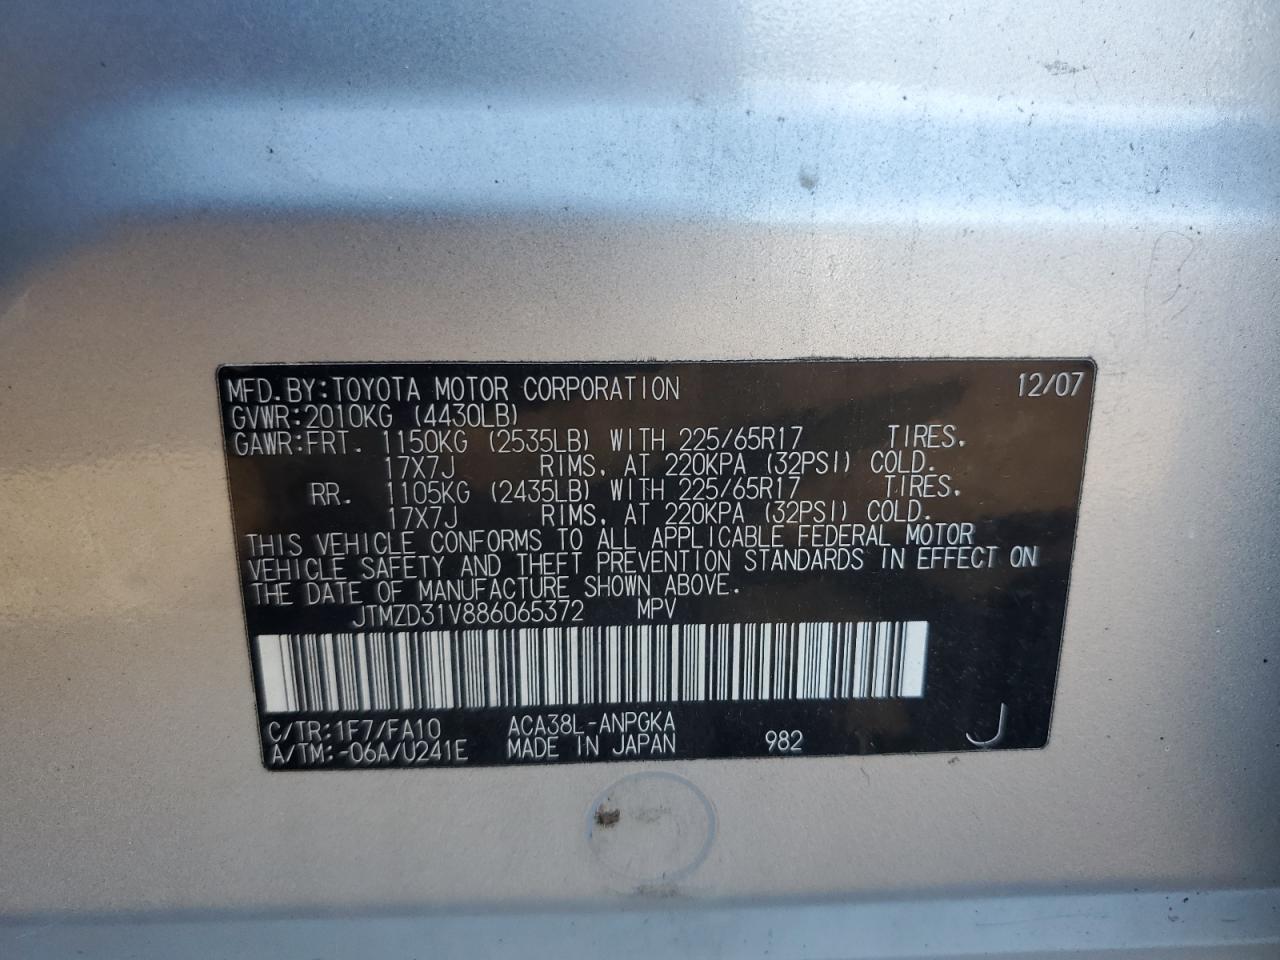 MFD.BY:TOYOTA MOTOR CORPORATION 12/07
GVWR:2010KG (4430LB)
GAWR:FRT. 1150KG (2535LB) WITH 225/65R17 TIRES.
17X7J RIMS, AT 220KPA (32PSI) COLD.
RR. 1105KG (2435LB) WITH 225/65R17 TIRES.
17X7J RIMS, AT 220KPA (32PSI) COLD.
THIS VEHICLE CONFORMS TO ALL APPLICABLE FEDERAL MOTOR
VEHICLE SAFETY AND THEFT PREVENTION STANDARDS IN EFFECT ON
THE DATE OF MANUFACTURE SHOWN ABOVE.
JTMZD31V886065372 MPV
C/TR:1F7/FA10 ACA38L-ANPGKA
A/TM:-06A/U241E MADE IN JAPAN 982 J